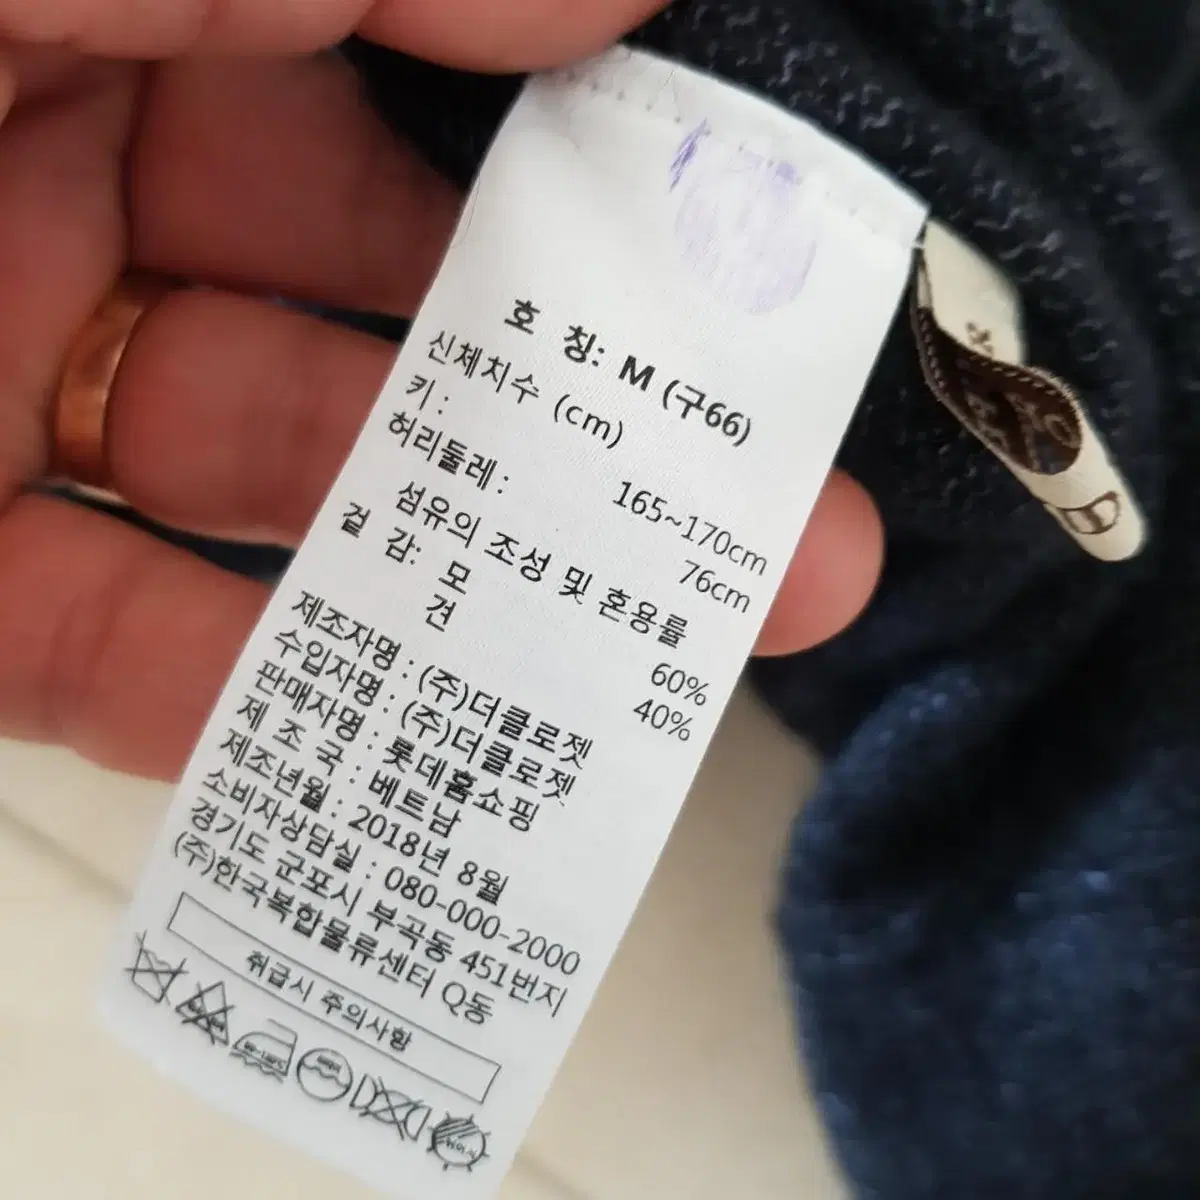 호 칭: M (구66)
신체치수 (cm)
키: 165~170cm
허리둘레: 76cm
섬유의 조성 및 혼용률
겉 감: 모 60%
견 40%
제조자명 : (주)더클로젯
수입자명 : (주)더클로젯
판매자명 : 롯데홈쇼핑
제 조 국 : 베트남
제조년월 : 2018년 8월
소비자상담실 : 080-000-2000
경기도 군포시 부곡동 451번지
(주)한국복합물류센터 Q동
취급시 주의사항